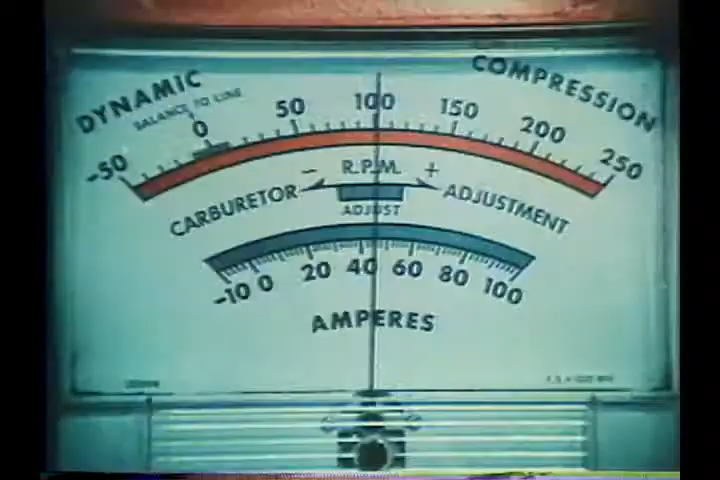 DYNAMIC COMPRESSION
BALANCE TO LINE
-50 0 50 100 150 200 250
- R.P.M. +
CARBURETOR ADJUSTMENT
ADJUST
-10 0 20 40 60 80 100
AMPERES